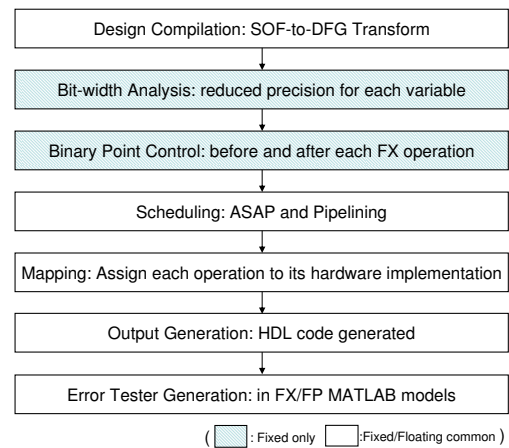 Design Compilation: SOF-to-DFG Transform
Bit-width Analysis: reduced precision for each variable
Binary Point Control: before and after each FX operation
Scheduling: ASAP and Pipelining
Mapping: Assign each operation to its hardware implementation
Output Generation: HDL code generated
Error Tester Generation: in FX/FP MATLAB models
( : Fixed only :Fixed/Floating common )